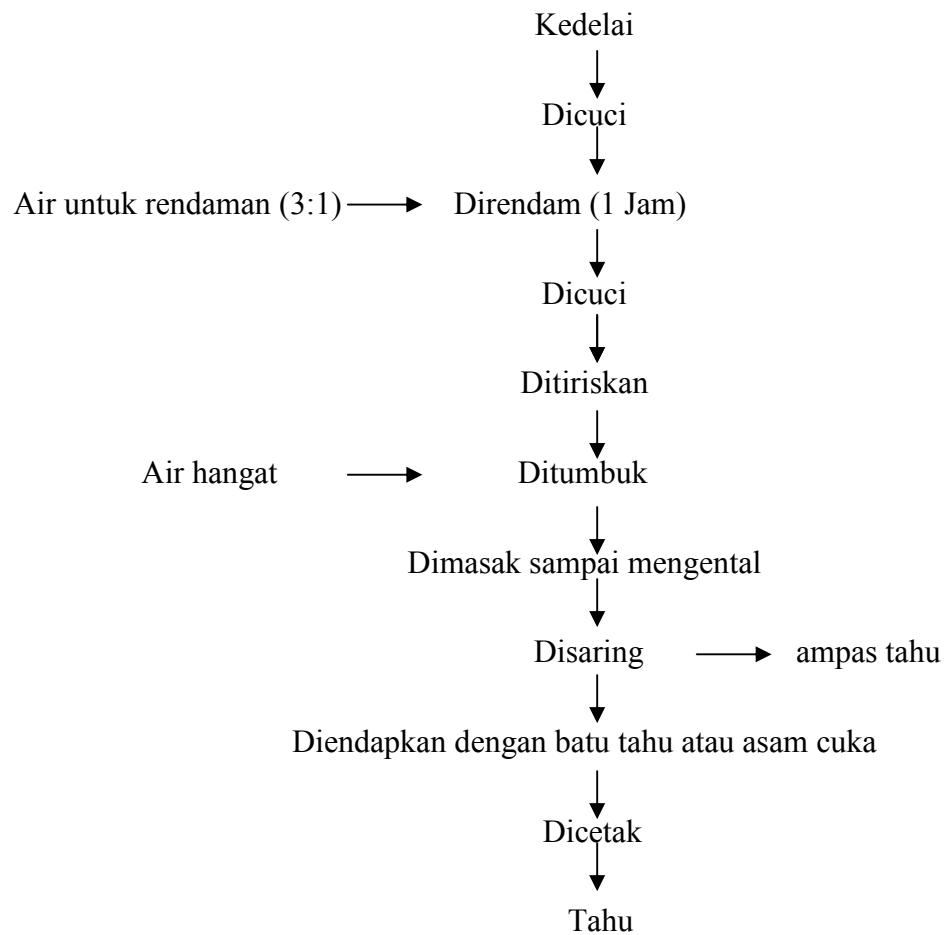 Kedelai
Dicuci
Air untuk rendaman (3:1) Direndam (1 Jam)
Dicuci
Ditiriskan
Air hangat Ditumbuk
Dimasak sampai mengental
Disaring ampas tahu
Diendapkan dengan batu tahu atau asam cuka
Dicetak
Tahu